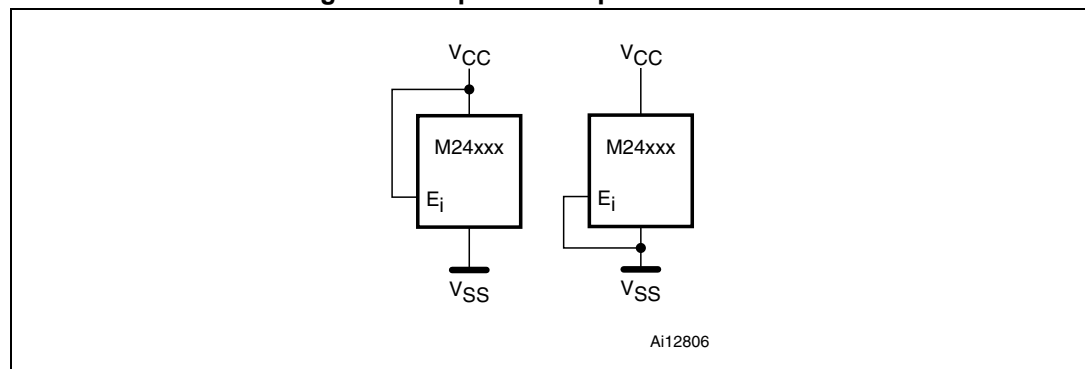 VCC VCC
M24xxx M24xxx
Ei Ei
VSS VSS
Ai12806